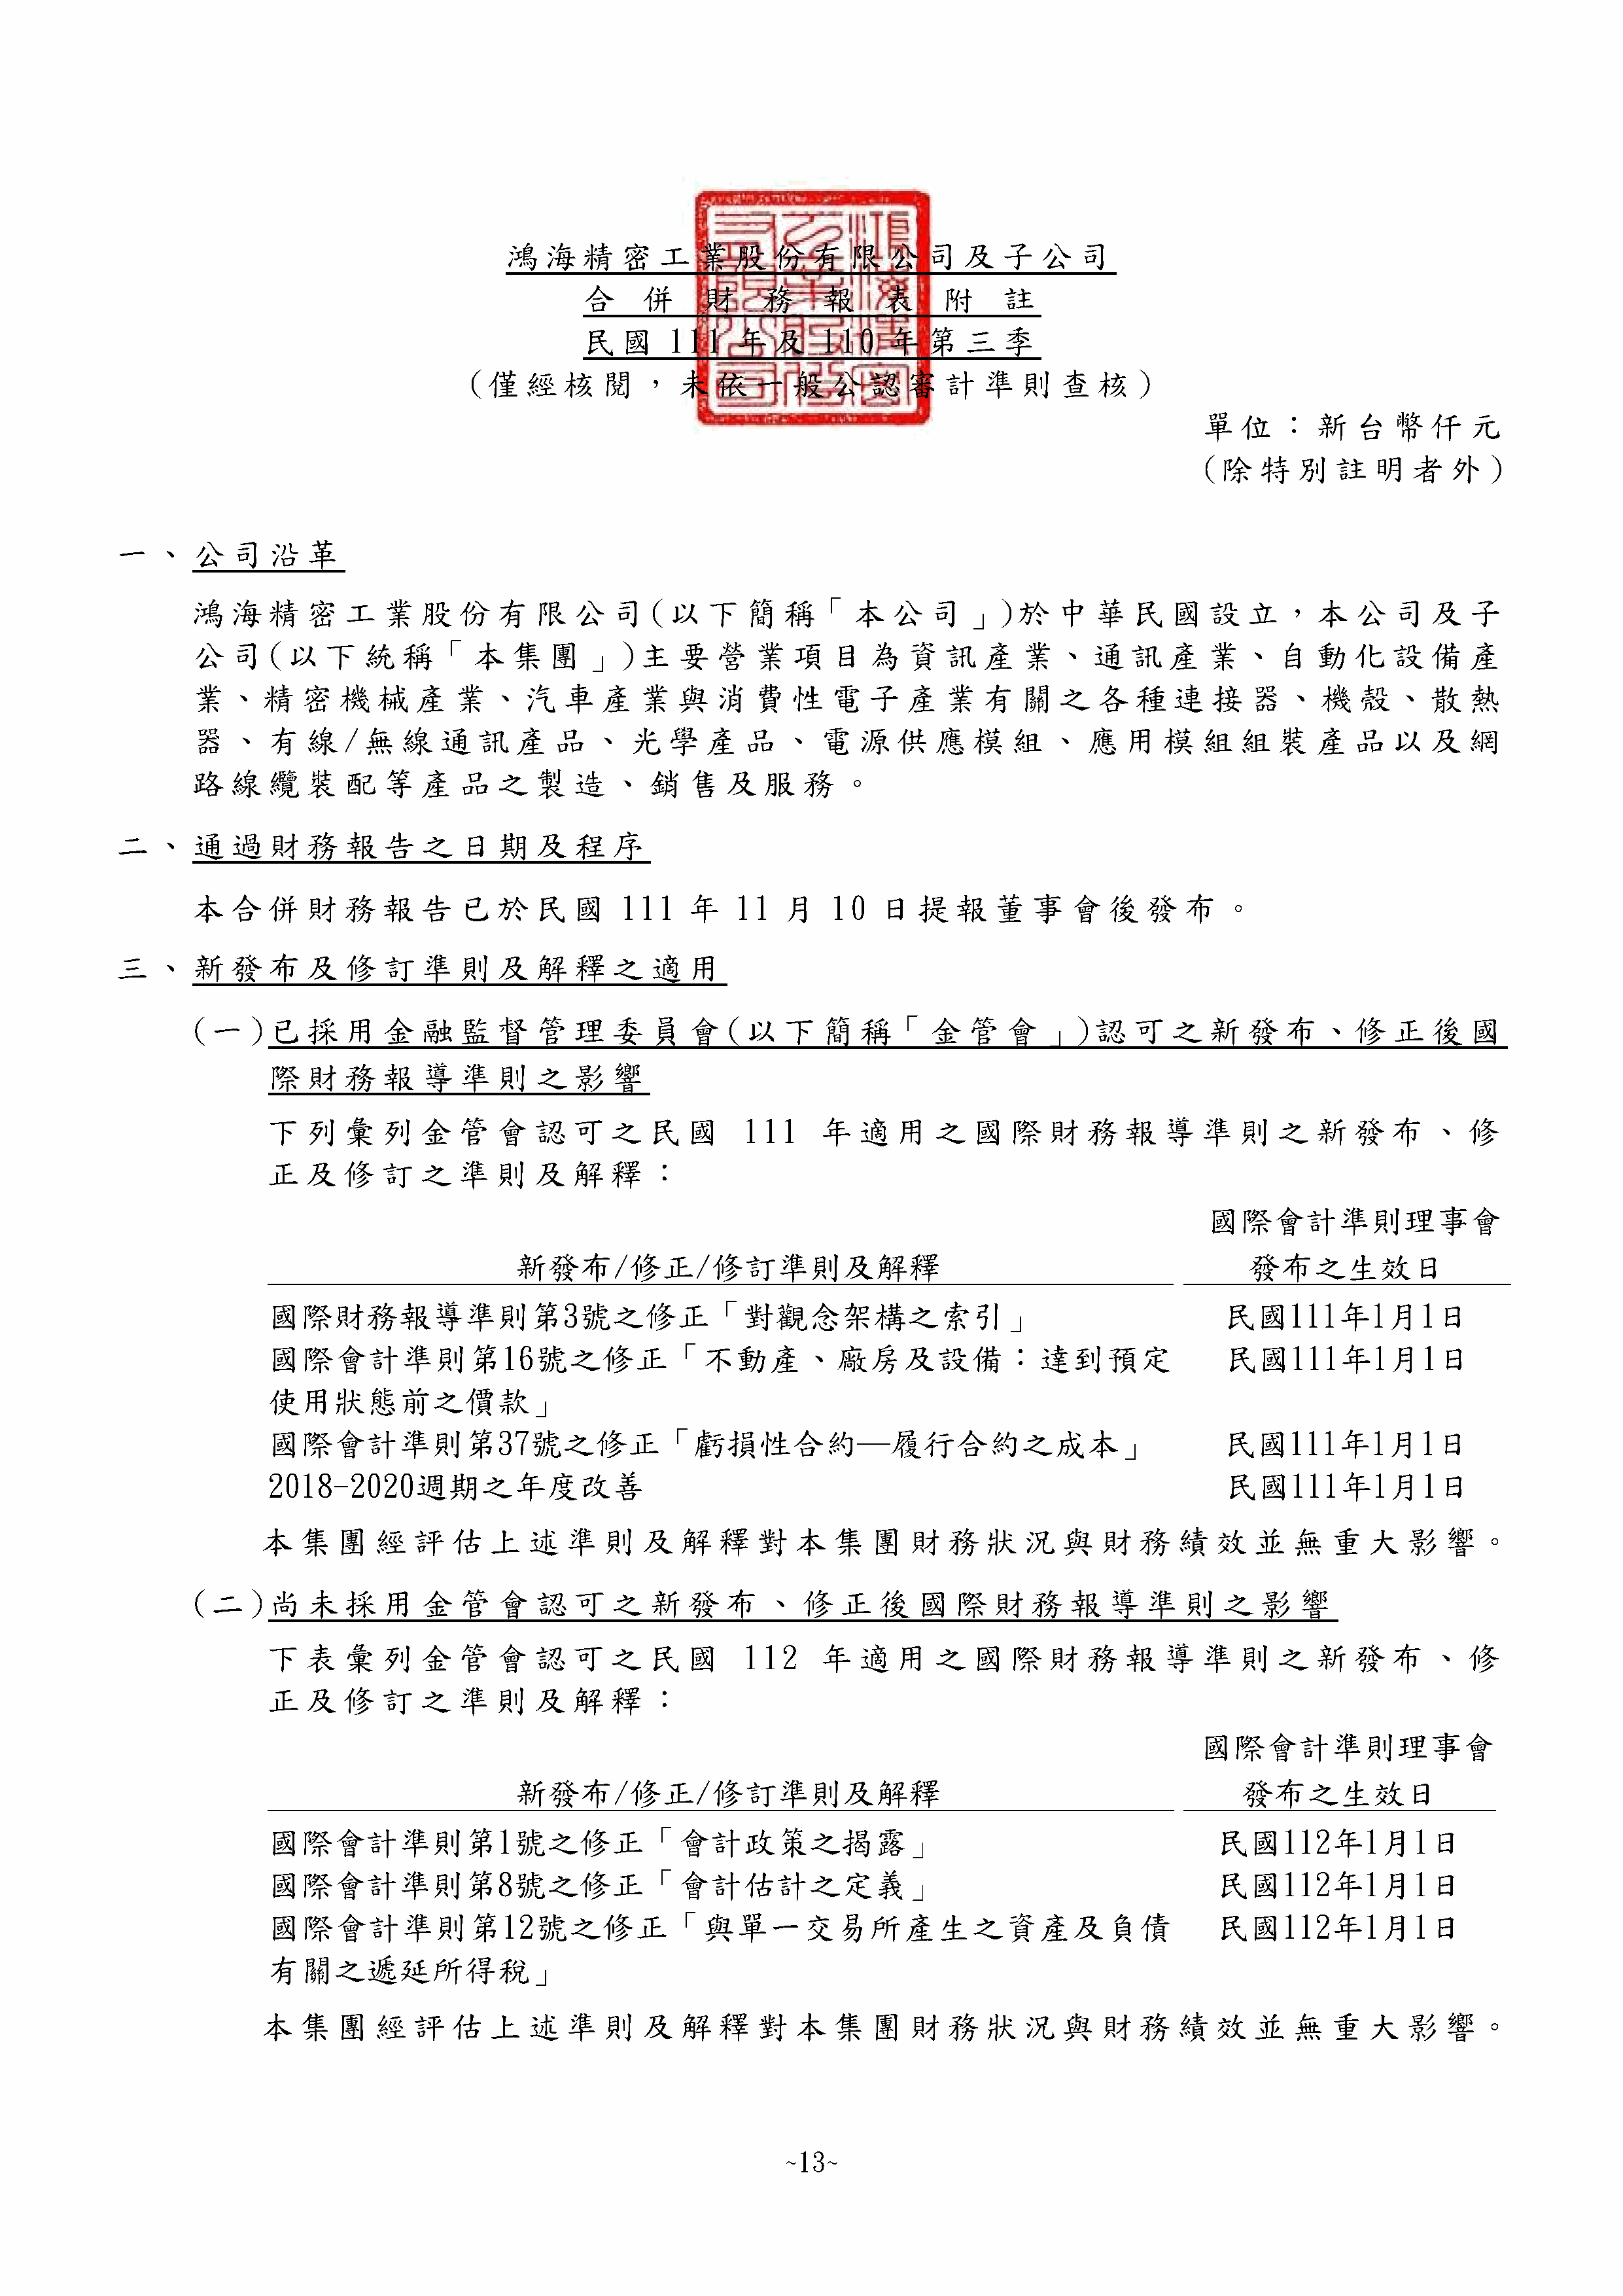 鴻海精密工業股份有限公司及子公司
合併財務報表附註
民國 111 年及 110 年第三季
(僅經核閱，未依一般公認審計準則查核)
單位：新台幣仟元
(除特別註明者外)
一、公司沿革
鴻海精密工業股份有限公司(以下簡稱「本公司」)於中華民國設立，本公司及子
公司(以下統稱「本集團」)主要營業項目為資訊產業、通訊產業、自動化設備產
業、精密機械產業、汽車產業與消費性電子產業有關之各種連接器、機殼、散熱
器、有線/無線通訊產品、光學產品、電源供應模組、應用模組組裝產品以及網
路線纜裝配等產品之製造、銷售及服務。
二、通過財務報告之日期及程序
本合併財務報告已於民國 111 年 11 月 10 日提報董事會後發布。
三、新發布及修訂準則及解釋之適用
(一)已採用金融監督管理委員會(以下簡稱「金管會」)認可之新發布、修正後國
際財務報導準則之影響
下列彙列金管會認可之民國 111 年適用之國際財務報導準則之新發布、修
正及修訂之準則及解釋：
國際會計準則理事會
新發布/修正/修訂準則及解釋 發布之生效日
國際財務報導準則第3號之修正「對觀念架構之索引」 民國111年1月1日
國際會計準則第16號之修正「不動產、廠房及設備：達到預定 民國111年1月1日
使用狀態前之價款」
國際會計準則第37號之修正「虧損性合約—履行合約之成本」 民國111年1月1日
2018-2020週期之年度改善 民國111年1月1日
本集團經評估上述準則及解釋對本集團財務狀況與財務績效並無重大影響。
(二)尚未採用金管會認可之新發布、修正後國際財務報導準則之影響
下表彙列金管會認可之民國 112 年適用之國際財務報導準則之新發布、修
正及修訂之準則及解釋：
國際會計準則理事會
新發布/修正/修訂準則及解釋 發布之生效日
國際會計準則第1號之修正「會計政策之揭露」 民國112年1月1日
國際會計準則第8號之修正「會計估計之定義」 民國112年1月1日
國際會計準則第12號之修正「與單一交易所產生之資產及負債 民國112年1月1日
有關之遞延所得稅」
本集團經評估上述準則及解釋對本集團財務狀況與財務績效並無重大影響。
~13~